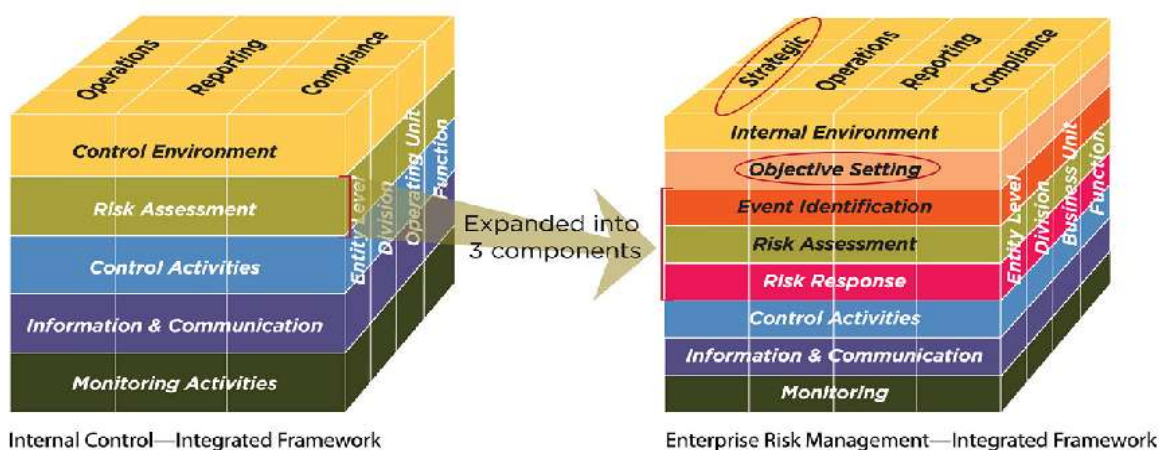 Operations
Reporting
Compliance
Control Environment
Risk Assessment
Control Activities
Information & Communication
Monitoring Activities
Entity Level
Division
Operating Unit
Function
Internal Control—Integrated Framework
Expanded into
3 components
Strategic
Operations
Reporting
Compliance
Internal Environment
Objective Setting
Event Identification
Risk Assessment
Risk Response
Control Activities
Information & Communication
Monitoring
Entity Level
Division
Business Unit
Function
Enterprise Risk Management—Integrated Framework